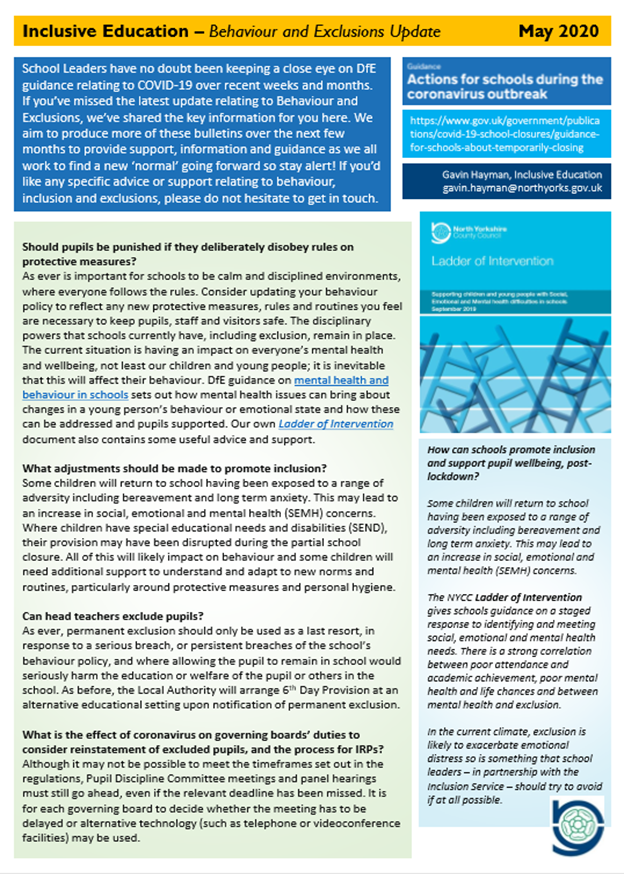 Inclusive Education – Behaviour and Exclusions Update May 2020
School Leaders have no doubt been keeping a close eye on DfE
guidance relating to COVID-19 over recent weeks and months.
If you've missed the latest update relating to Behaviour and
Exclusions, we've shared the key information for you here. We
aim to produce more of these bulletins over the next few
months to provide support, information and guidance as we all
work to find a new 'normal' going forward so stay alert! If you'd
like any specific advice or support relating to behaviour,
inclusion and exclusions, please do not hesitate to get in touch.
Guidance
Actions for schools during the
coronavirus outbreak
https://www.gov.uk/government/publica
tions/covid-19-school-closures/guidance-
for-schools-about-temporarily-closing
Gavin Hayman, Inclusive Education
gavin.hayman@northyorks.gov.uk
Should pupils be punished if they deliberately disobey rules on
protective measures?
As ever is important for schools to be calm and disciplined environments,
where everyone follows the rules. Consider updating your behaviour
policy to reflect any new protective measures, rules and routines you feel
are necessary to keep pupils, staff and visitors safe. The disciplinary
powers that schools currently have, including exclusion, remain in place.
The current situation is having an impact on everyone's mental health
and wellbeing, not least our children and young people; it is inevitable
that this will affect their behaviour. DfE guidance on mental health and
behaviour in schools sets out how mental health issues can bring about
changes in a young person's behaviour or emotional state and how these
can be addressed and pupils supported. Our own Ladder of Intervention
document also contains some useful advice and support.
What adjustments should be made to promote inclusion?
Some children will return to school having been exposed to a range of
adversity including bereavement and long term anxiety. This may lead to
an increase in social, emotional and mental health (SEMH) concerns.
Where children have special educational needs and disabilities (SEND),
their provision may have been disrupted during the partial school
closure. All of this will likely impact on behaviour and some children will
need additional support to understand and adapt to new norms and
routines, particularly around protective measures and personal hygiene.
Can head teachers exclude pupils?
As ever, permanent exclusion should only be used as a last resort, in
response to a serious breach, or persistent breaches of the school's
behaviour policy, and where allowing the pupil to remain in school would
seriously harm the education or welfare of the pupil or others in the
school. As before, the Local Authority will arrange 6th Day Provision at an
alternative educational setting upon notification of permanent exclusion.
What is the effect of coronavirus on governing boards' duties to
consider reinstatement of excluded pupils, and the process for IRPs?
Although it may not be possible to meet the timeframes set out in the
regulations, Pupil Discipline Committee meetings and panel hearings
must still go ahead, even if the relevant deadline has been missed. It is
for each governing board to decide whether the meeting has to be
delayed or alternative technology (such as telephone or videoconference
facilities) may be used.
North Yorkshire
County Council
Ladder of Intervention
Supporting children and young people with Social,
Emotional and Mental health difficulties in schools
September 2019
How can schools promote inclusion
and support pupil wellbeing, post-
lockdown?
Some children will return to school
having been exposed to a range of
adversity including bereavement and
long term anxiety. This may lead to
an increase in social, emotional and
mental health (SEMH) concerns.
The NYCC Ladder of Intervention
gives schools guidance on a staged
response to identifying and meeting
social, emotional and mental health
needs. There is a strong correlation
between poor attendance and
academic achievement, poor mental
health and life chances and between
mental health and exclusion.
In the current climate, exclusion is
likely to exacerbate emotional
distress so is something that school
leaders – in partnership with the
Inclusion Service – should try to avoid
if at all possible.